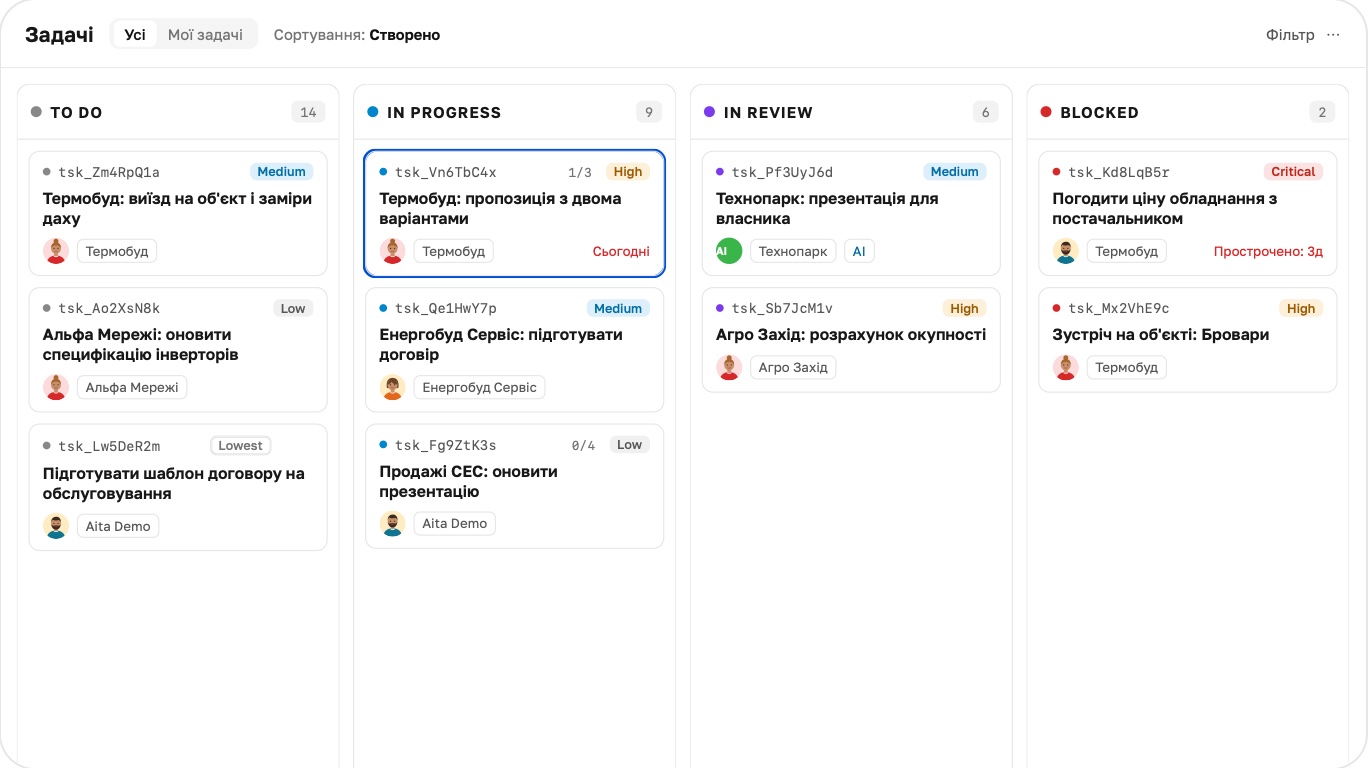 Задачі
Усі
Мої задачі
Сортування: Створено
Фільтр
...
TO DO
14
tsk_Zm4RpQ1a
Medium
Термобуд: виїзд на об'єкт і заміри
даху
Термобуд
tsk_Ao2XsN8k
Low
Альфа Мережі: оновити
специфікацію інверторів
Альфа Мережі
tsk_Lw5DeR2m
Lowest
Підготувати шаблон договору на
обслуговування
Aita Demo
IN PROGRESS
9
tsk_Vn6TbC4x
1/3
High
Термобуд: пропозиція з двома
варіантами
Термобуд
Сьогодні
tsk_Qe1HwY7p
Medium
Енергобуд Сервіс: підготувати
договір
Енергобуд Сервіс
tsk_Fg9ZtK3s
0/4
Low
Продажі СЕС: оновити
презентацію
Aita Demo
IN REVIEW
6
tsk_Pf3UyJ6d
Medium
Технопарк: презентація для
власника
AI
Технопарк
AI
tsk_Sb7JcM1v
High
Агро Захід: розрахунок окупності
Агро Захід
BLOCKED
2
tsk_Kd8LqB5r
Critical
Погодити ціну обладнання з
постачальником
Термобуд
Прострочено: 3д
tsk_Mx2VhE9c
High
Зустріч на об'єкті: Бровари
Термобуд